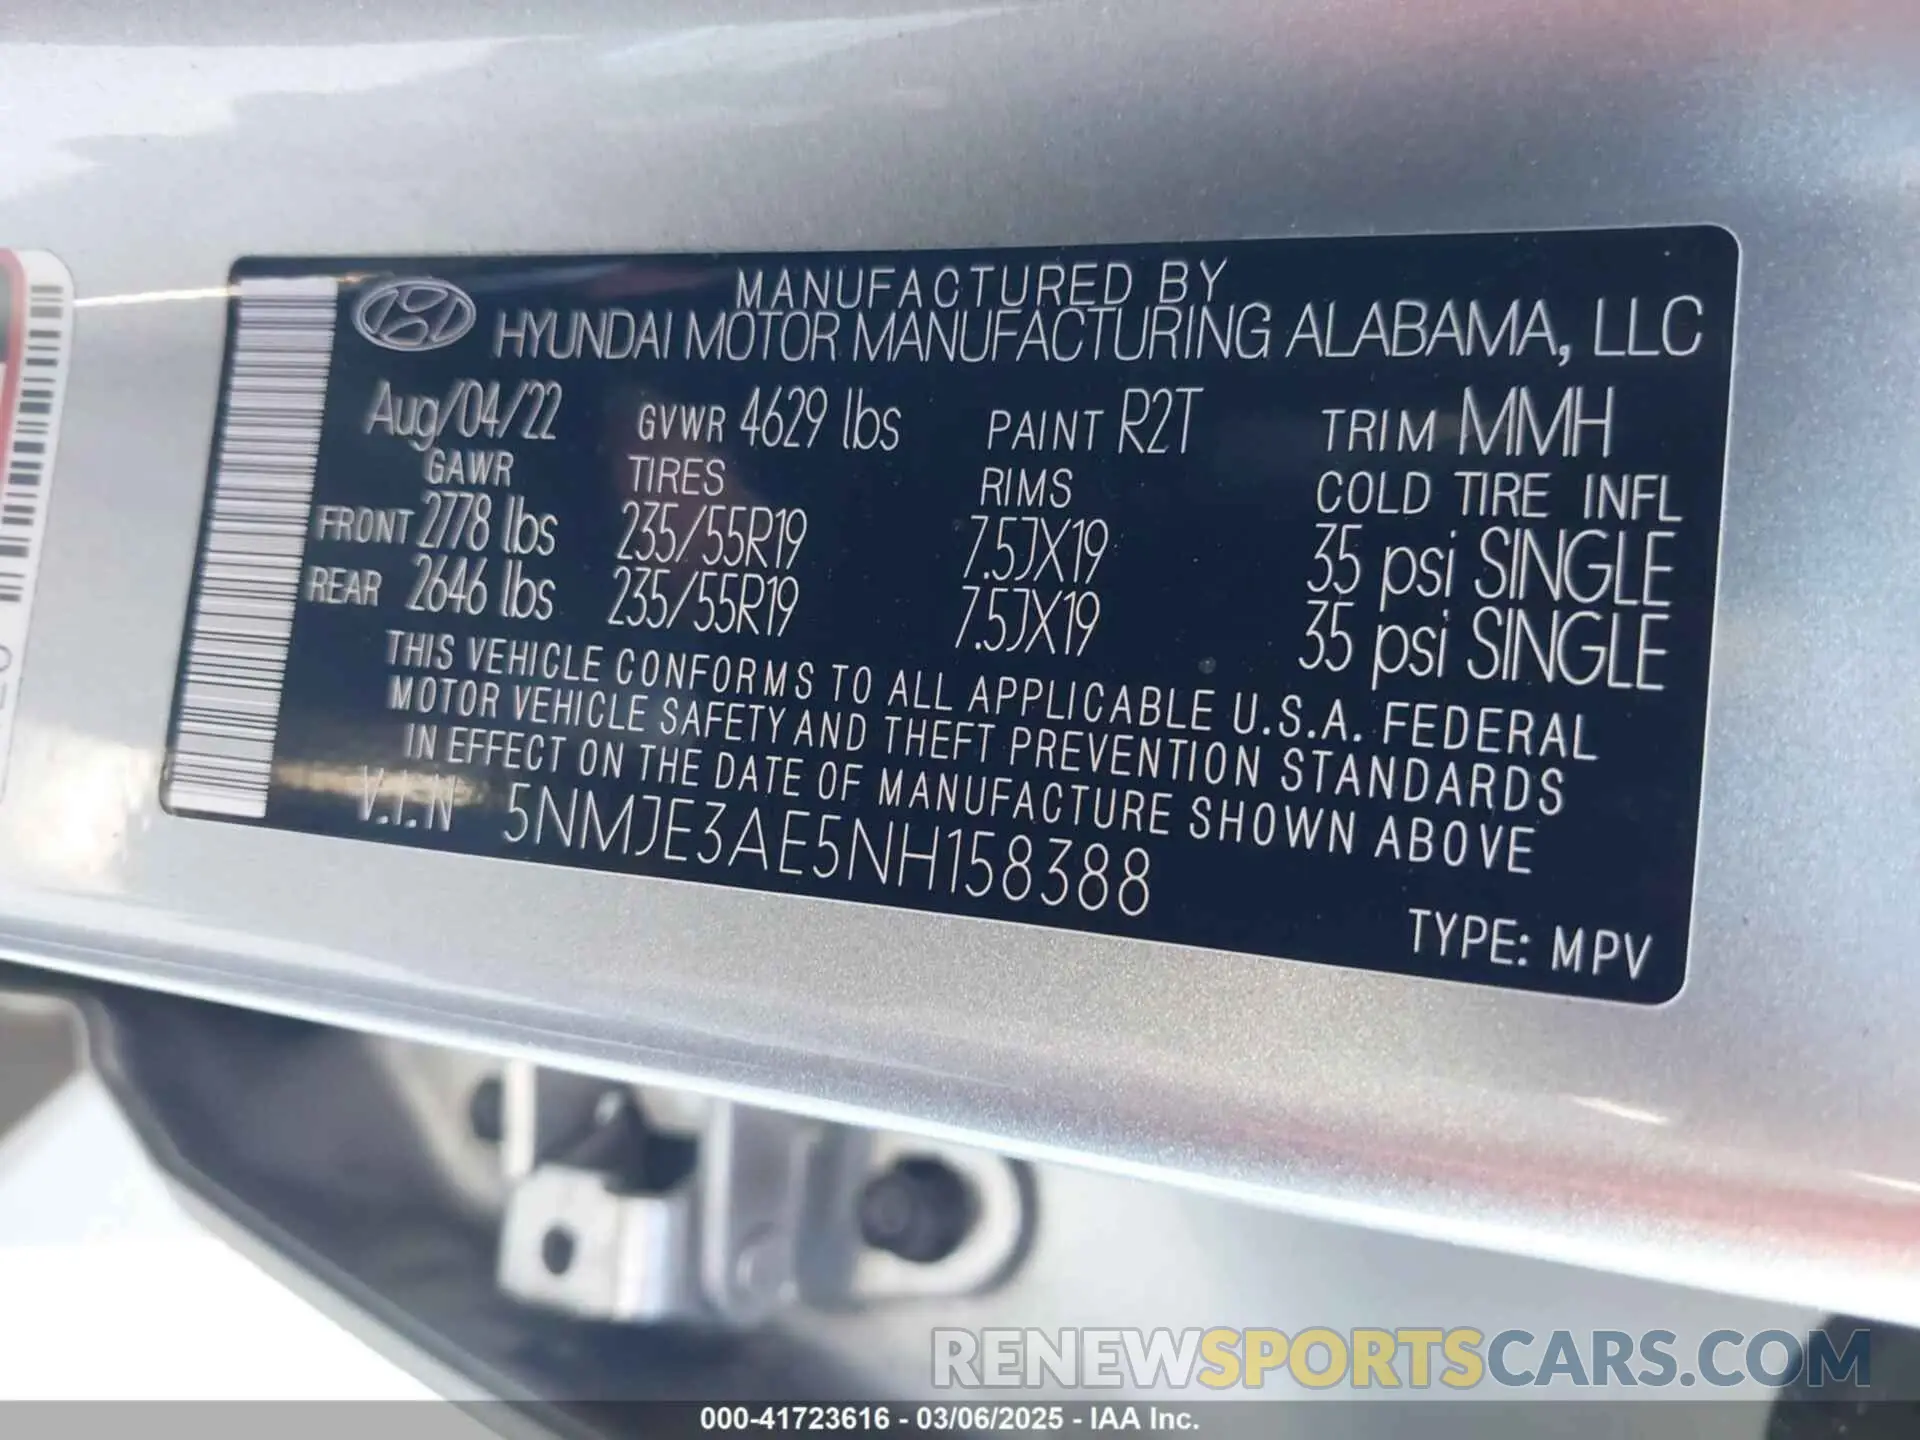 MANUFACTURED BY
HYUNDAI MOTOR MANUFACTURING ALABAMA, LLC
Aug/04/22 GVWR 4629 lbs PAINT R2T TRIM MMH
GAWR TIRES RIMS COLD TIRE INFL
FRONT 2778 lbs 235/55R19 7.5JX19 35 psi SINGLE
REAR 2646 lbs 235/55R19 7.5JX19 35 psi SINGLE
THIS VEHICLE CONFORMS TO ALL APPLICABLE U.S.A. FEDERAL
MOTOR VEHICLE SAFETY AND THEFT PREVENTION STANDARDS
IN EFFECT ON THE DATE OF MANUFACTURE SHOWN ABOVE
V.I.N 5NMJE3AE5NH158388
TYPE: MPV
RENEWSPORTSCARS.COM
000-41723616 - 03/06/2025 - IAA Inc.